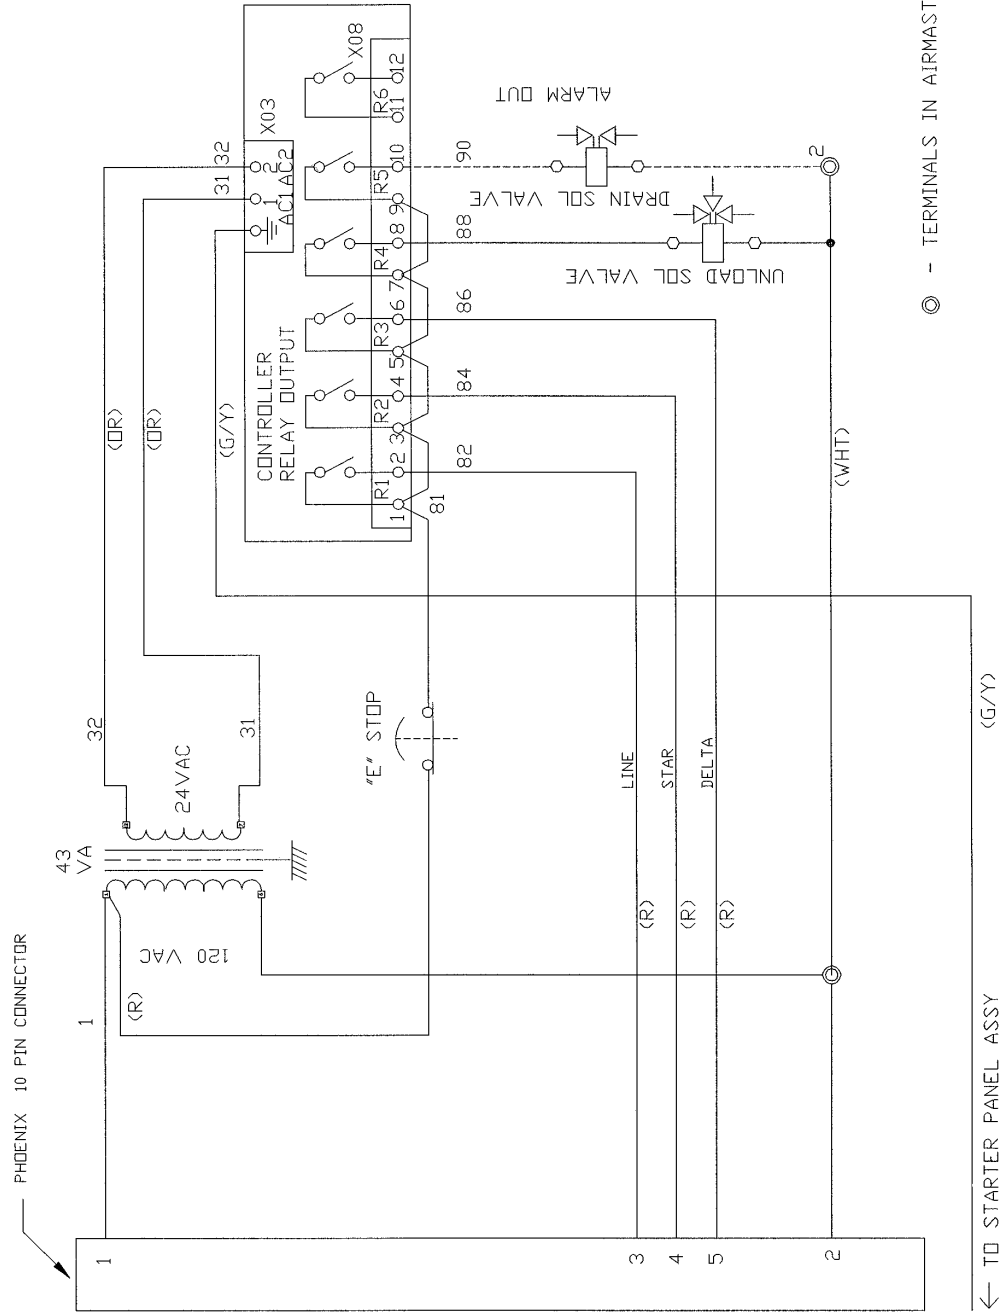 PHOENIX 10 PIN CONNECTOR
1
1
(R)
120 VAC
43
VA
24VAC
32
31
(OR)
(OR)
(G/Y)
31
32
X03
1
2
AC1
AC2
CONTROLLER
RELAY OUTPUT
X08
R1
R2
R3
R4
R5
R6
1
2
3
4
5
6
7
8
9
10
11
12
81
82
84
86
88
90
"E" STOP
DRAIN SOL VALVE
ALARM OUT
UNLOAD SOL VALVE
2
(WHT)
LINE
STAR
DELTA
(R)
(R)
(R)
3
4
5
2
(G/Y)
← TO STARTER PANEL ASSY
- TERMINALS IN AIRMAST